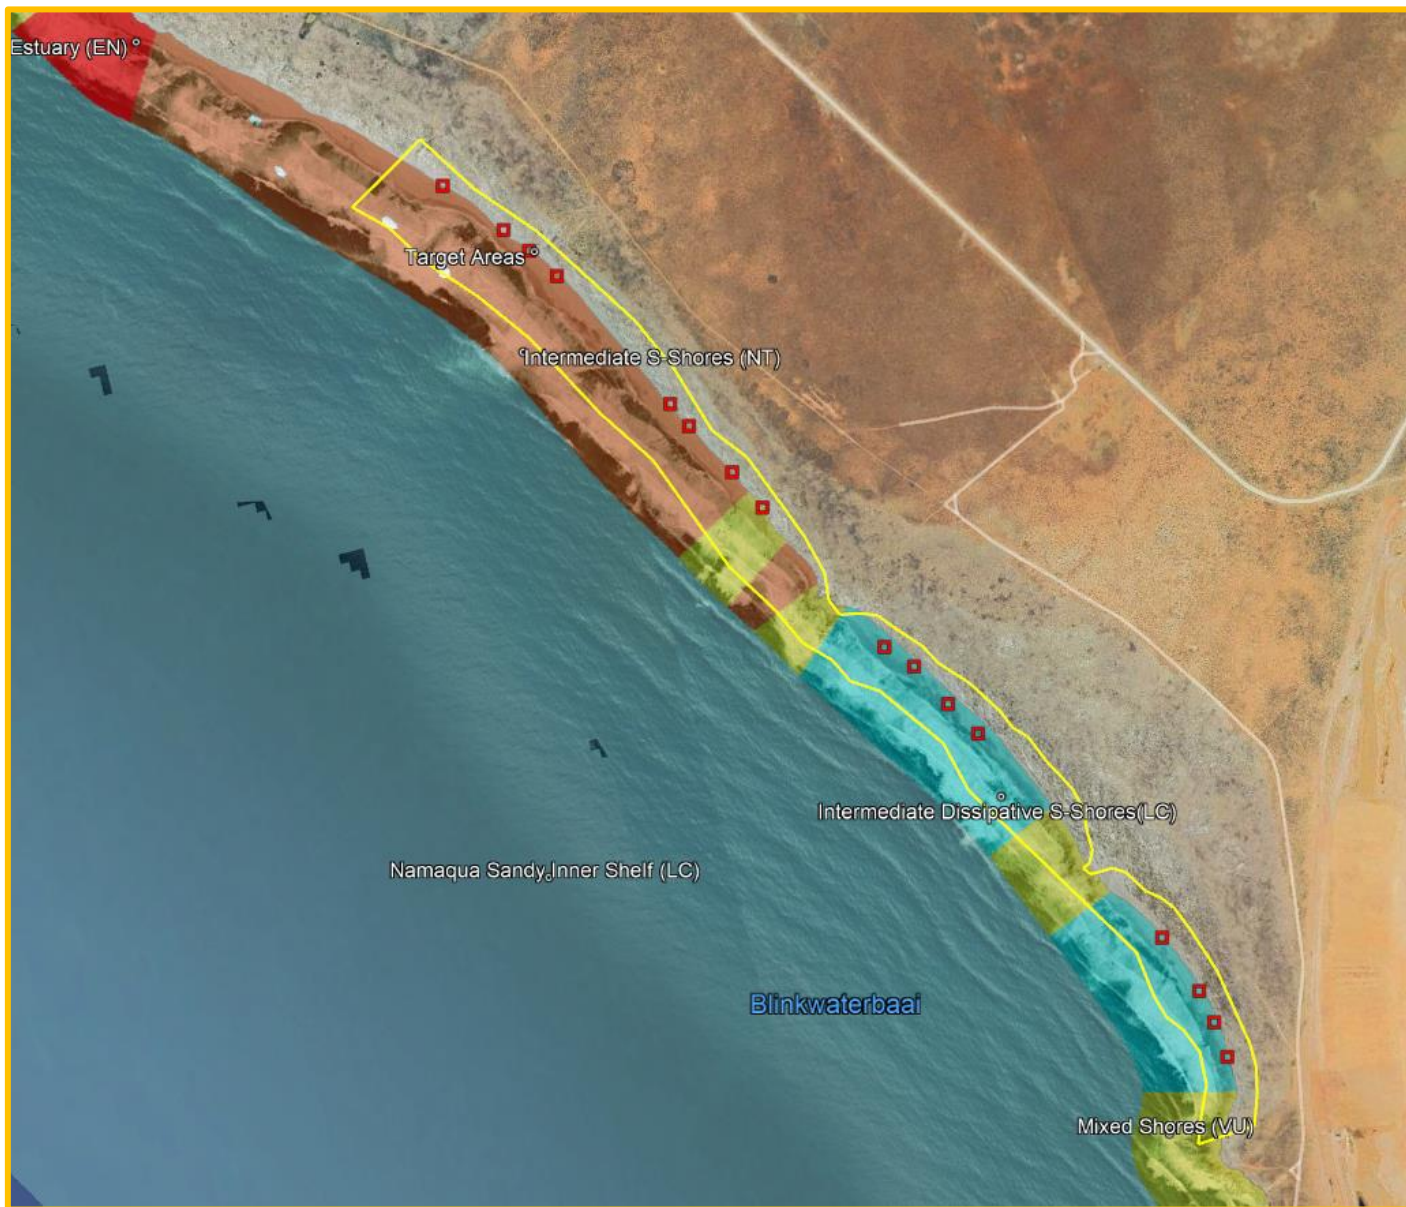 Estuary (EN)
Target Areas
Intermediate S-Shores (NT)
Intermediate Dissipative S-Shores(LC)
Namaqua Sandy Inner Shelf (LC)
Blinkwaterbaai
Mixed Shores (VU)